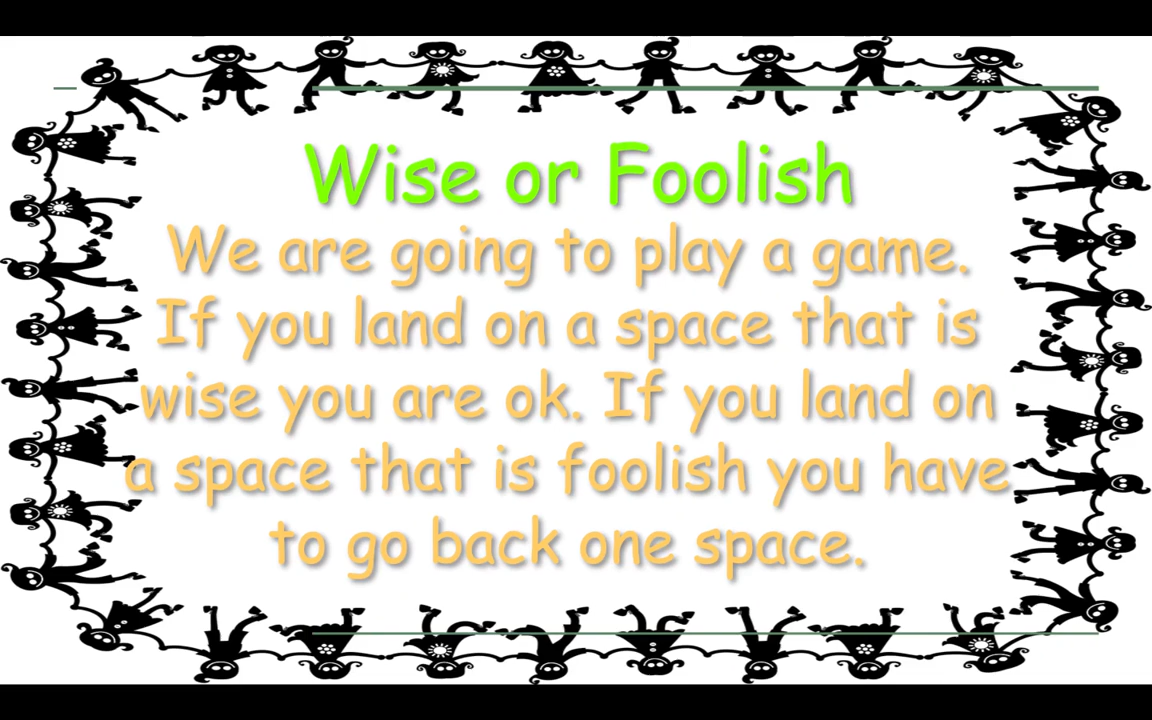 Wise or Foolish
We are going to play a game.
If you land on a space that is
wise you are ok. If you land on
a space that is foolish you have
to go back one space.